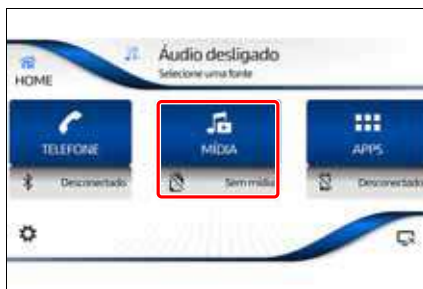 Áudio desligado
Selecione uma fonte
HOME
TELEFONE
MÍDIA
APPS
Desconectado
Sem mídia
Desconectado